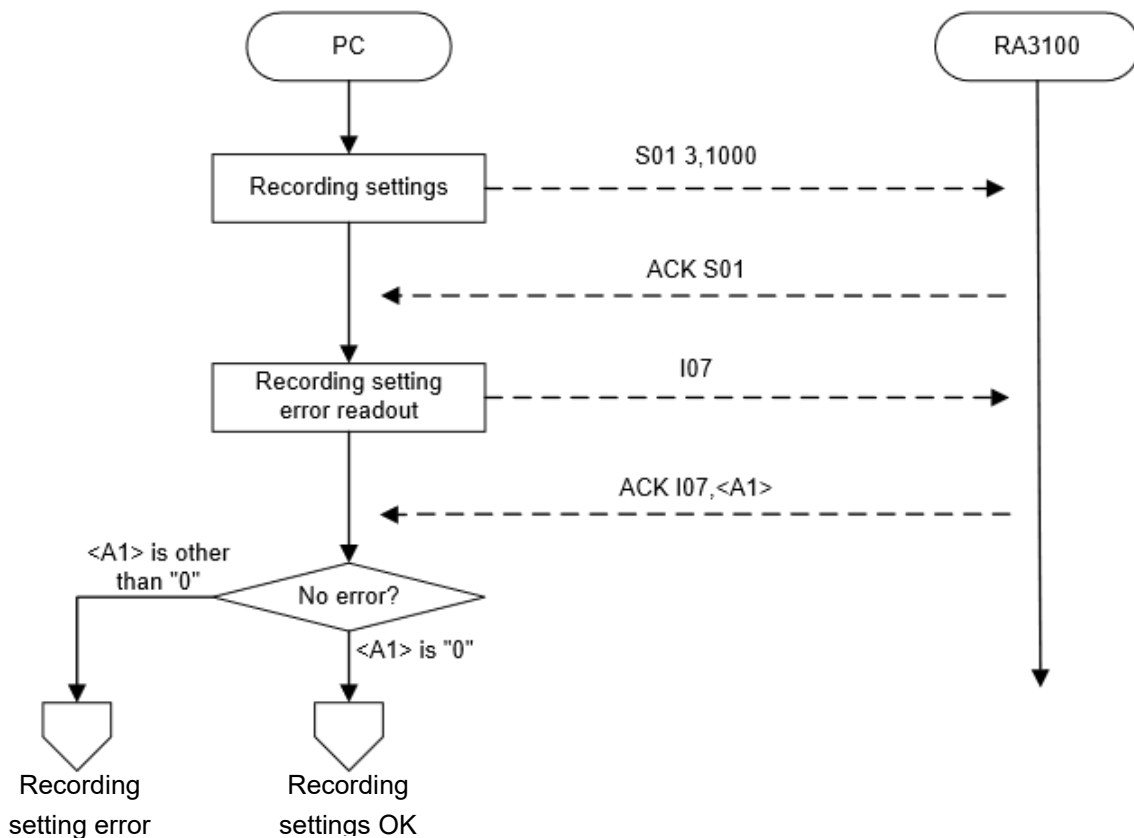 PC
RA3100
S01 3,1000
Recording settings
ACK S01
I07
Recording setting
error readout
ACK I07,<A1>
<A1> is other
than "0"
No error?
<A1> is "0"
Recording
setting error
Recording
settings OK